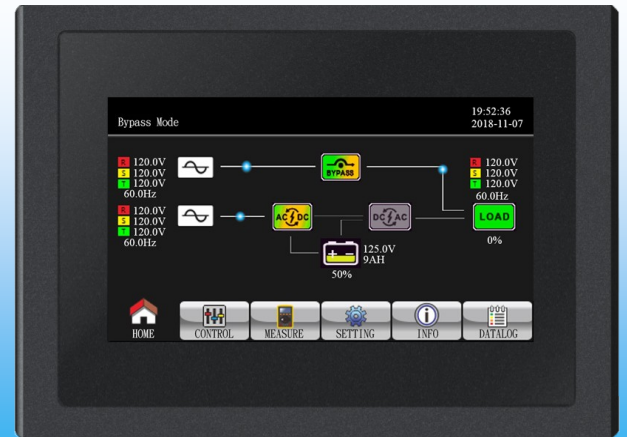 Bypass Mode
19:52:36
2018-11-07
R 120.0V
S 120.0V
T 120.0V
60.0Hz
BYPASS
R 120.0V
S 120.0V
T 120.0V
60.0Hz
R 120.0V
S 120.0V
T 120.0V
60.0Hz
AC DC
DC AC
LOAD
0%
125.0V
9AH
50%
HOME
CONTROL
MEASURE
SETTING
INFO
DATALOG